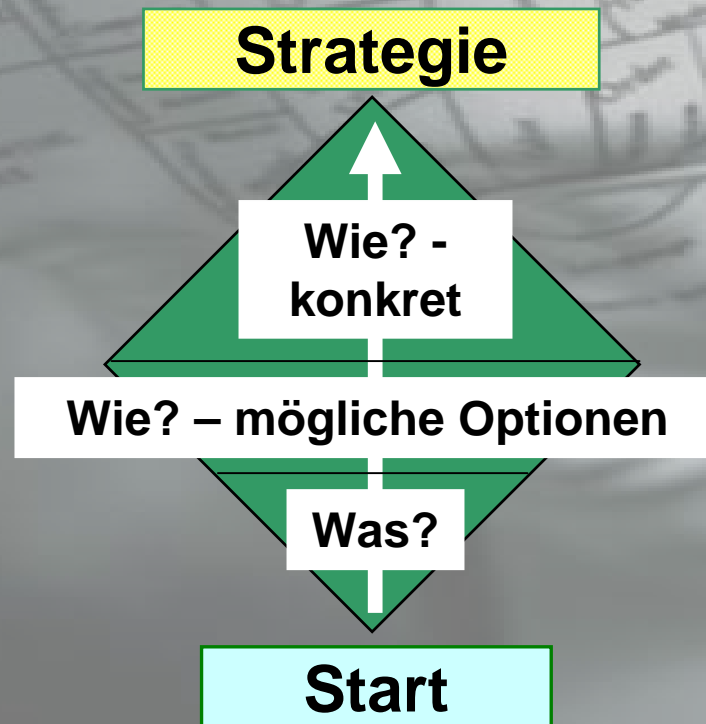 Strategie
Wie? -
konkret
Wie? – mögliche Optionen
Was?
Start